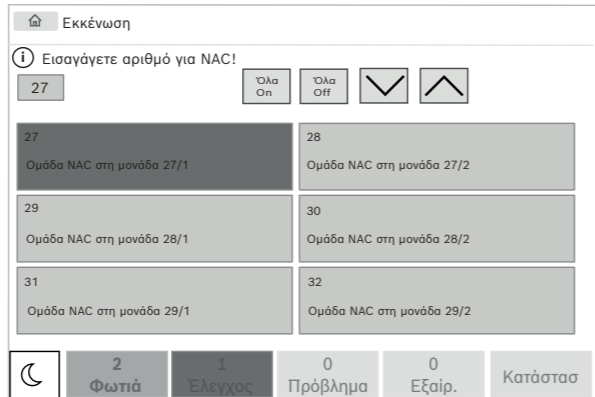 Εκκένωση
i Εισαγάγετε αριθμό για NAC!
27
Όλα
On
Όλα
Off
27
Ομάδα NAC στη μονάδα 27/1
28
Ομάδα NAC στη μονάδα 27/2
29
Ομάδα NAC στη μονάδα 28/1
30
Ομάδα NAC στη μονάδα 28/2
31
Ομάδα NAC στη μονάδα 29/1
32
Ομάδα NAC στη μονάδα 29/2
2
Φωτιά
1
Έλεγχος
0
Πρόβλημα
0
Εξαίρ.
Κατάστασ